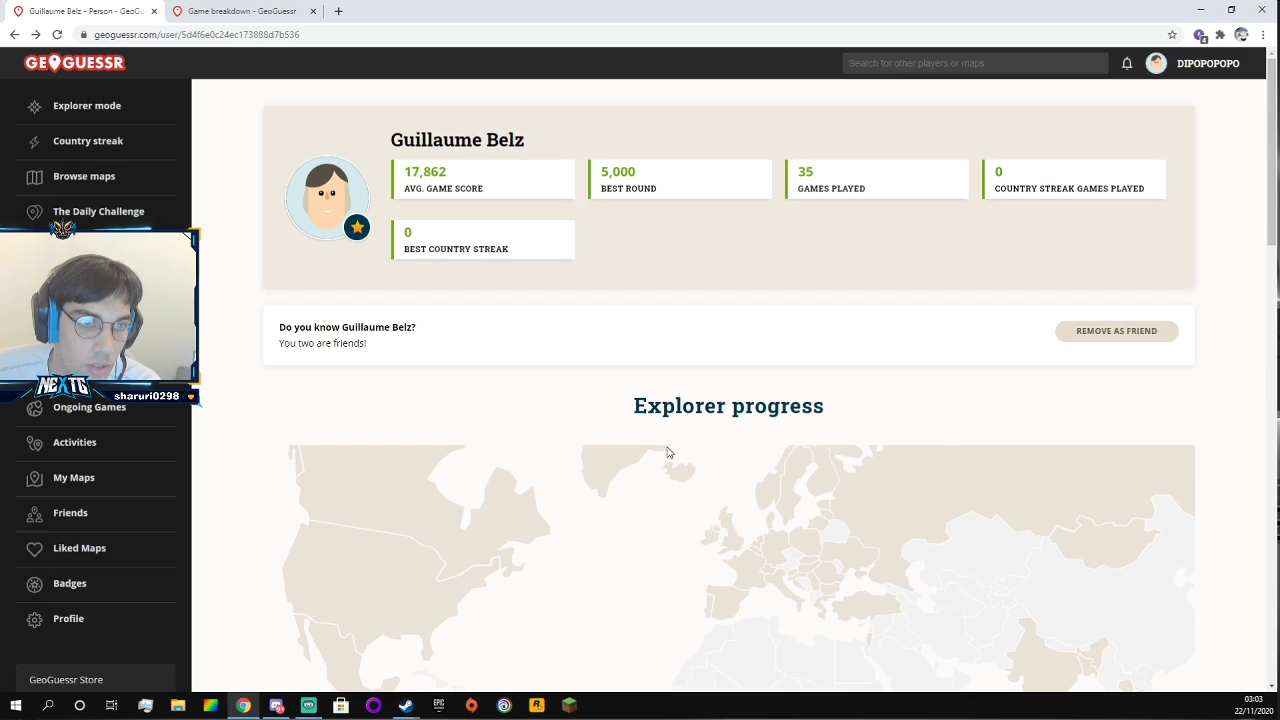 Guillaume Belz - Person - GeoGu
Game breakdown - GeoGuessr
geoguessr.com/user/5d4f6e0c24ec173888d7b536
GEOGUESSR
Search for other players or maps
DIPOPOPOPO
Explorer mode
Country streak
Browse maps
The Daily Challenge
Guillaume Belz
17,862
AVG. GAME SCORE
5,000
BEST ROUND
35
GAMES PLAYED
0
COUNTRY STREAK GAMES PLAYED
0
BEST COUNTRY STREAK
Do you know Guillaume Belz?
You two are friends!
REMOVE AS FRIEND
NEXTG
sharuri0298
Explorer progress
Ongoing Games
Activities
My Maps
Friends
Liked Maps
Badges
Profile
GeoGuessr Store
EPIC
03:03
22/11/2020